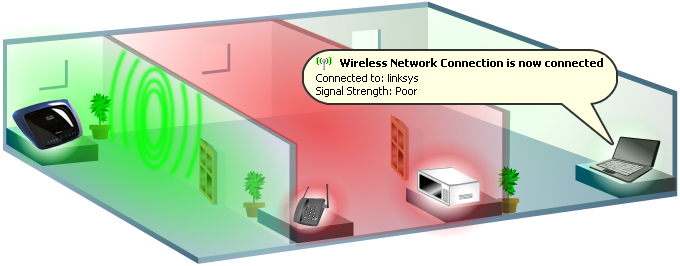 Wireless Network Connection is now connected
Connected to: linksys
Signal Strength: Poor